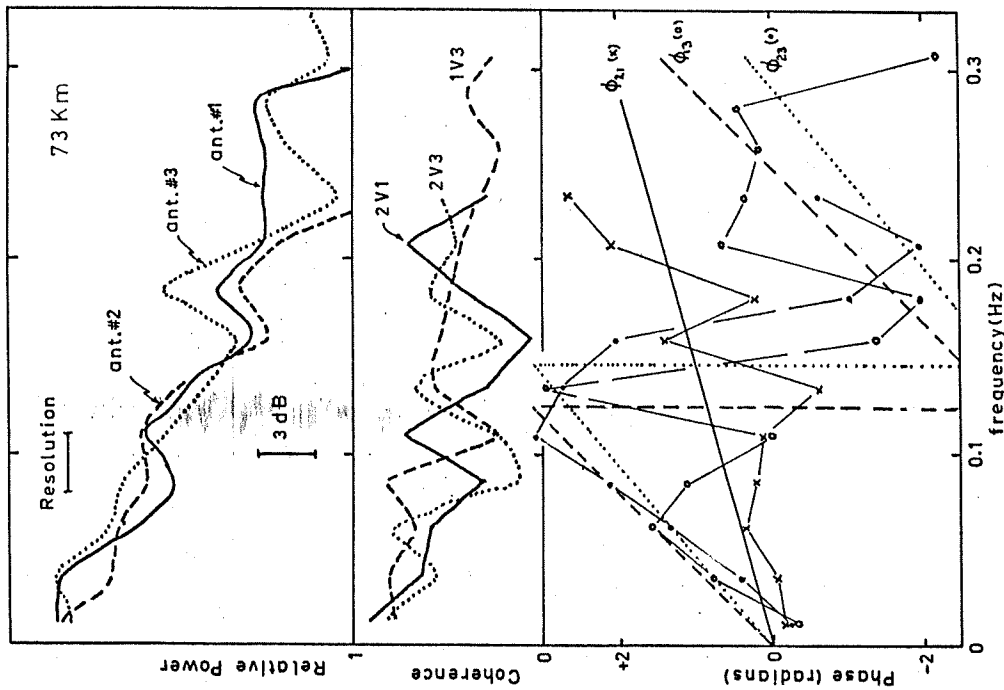 73 Km
Resolution
ant.#2
ant.#3
ant.#1
3 dB
Relative Power
1
2V1
2V3
1V3
Coherence
0
ϕ21 (x)
ϕ13 (o)
ϕ23 (•)
+2
0
-2
Phase (radians)
0
0.1
0.2
0.3
frequency (Hz)